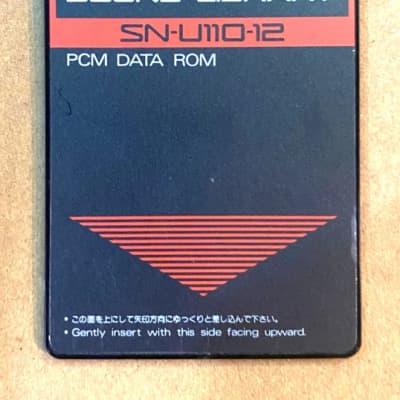 SOUND LIBRARY
SN-U110-12
PCM DATA ROM
• この面を上にして矢印方向にゆっくりと差し込んで下さい。
• Gently insert with this side facing upward.